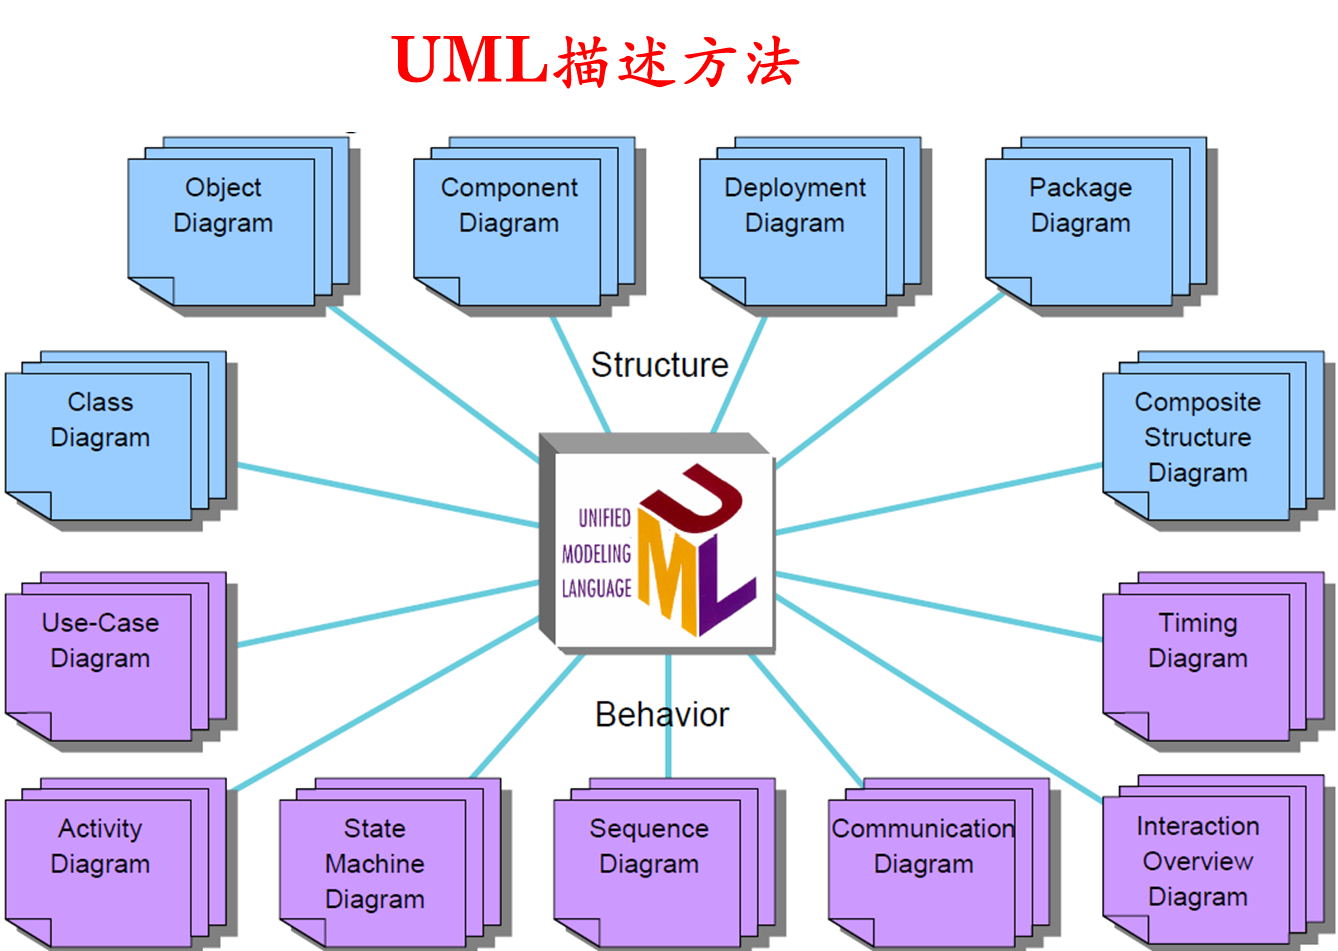 UML描述方法
Object
Diagram
Component
Diagram
Deployment
Diagram
Package
Diagram
Structure
Class
Diagram
Composite
Structure
Diagram
UNIFIED
MODELING
LANGUAGE
UML
Use-Case
Diagram
Timing
Diagram
Behavior
Activity
Diagram
State
Machine
Diagram
Sequence
Diagram
Communication
Diagram
Interaction
Overview
Diagram